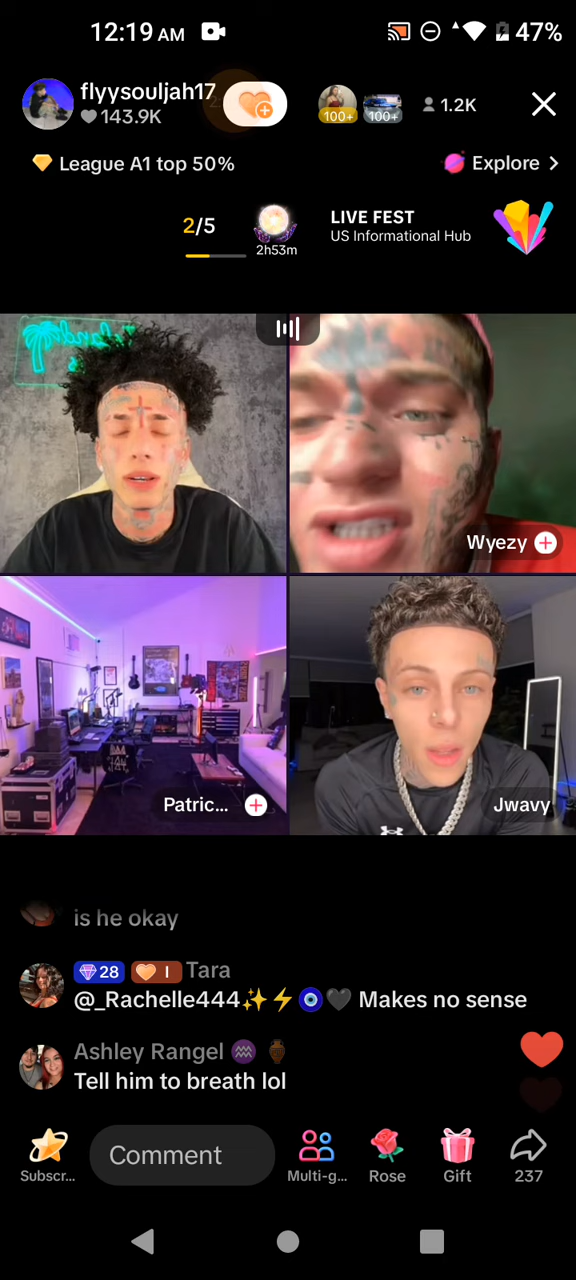 12:19 AM
47%
flyysouljah17
143.9K
100+
100+
1.2K
League A1 top 50%
Explore >
2/5
2h53m
LIVE FEST
US Informational Hub
Wyezy
Patric...
Jwavy
is he okay
28
I
Tara
@_Rachelle444✨⚡🧿🖤 Makes no sense
Ashley Rangel ♒🏺
Tell him to breath lol
Subscr...
Comment
Multi-g...
Rose
Gift
237